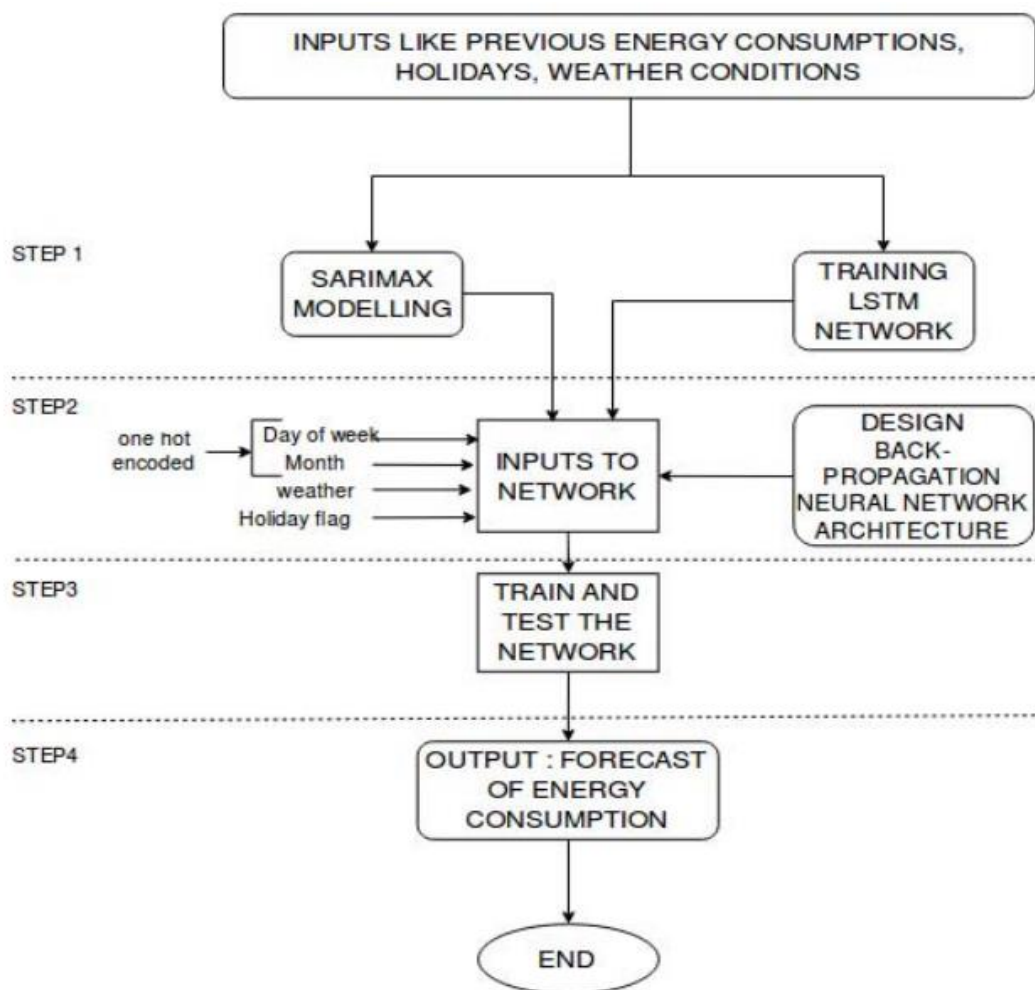 INPUTS LIKE PREVIOUS ENERGY CONSUMPTIONS,
HOLIDAYS, WEATHER CONDITIONS
STEP 1
SARIMAX
MODELLING
TRAINING
LSTM
NETWORK
STEP2
one hot
encoded
Day of week
Month
weather
Holiday flag
INPUTS TO
NETWORK
DESIGN
BACK-
PROPAGATION
NEURAL NETWORK
ARCHITECTURE
STEP3
TRAIN AND
TEST THE
NETWORK
STEP4
OUTPUT : FORECAST
OF ENERGY
CONSUMPTION
END